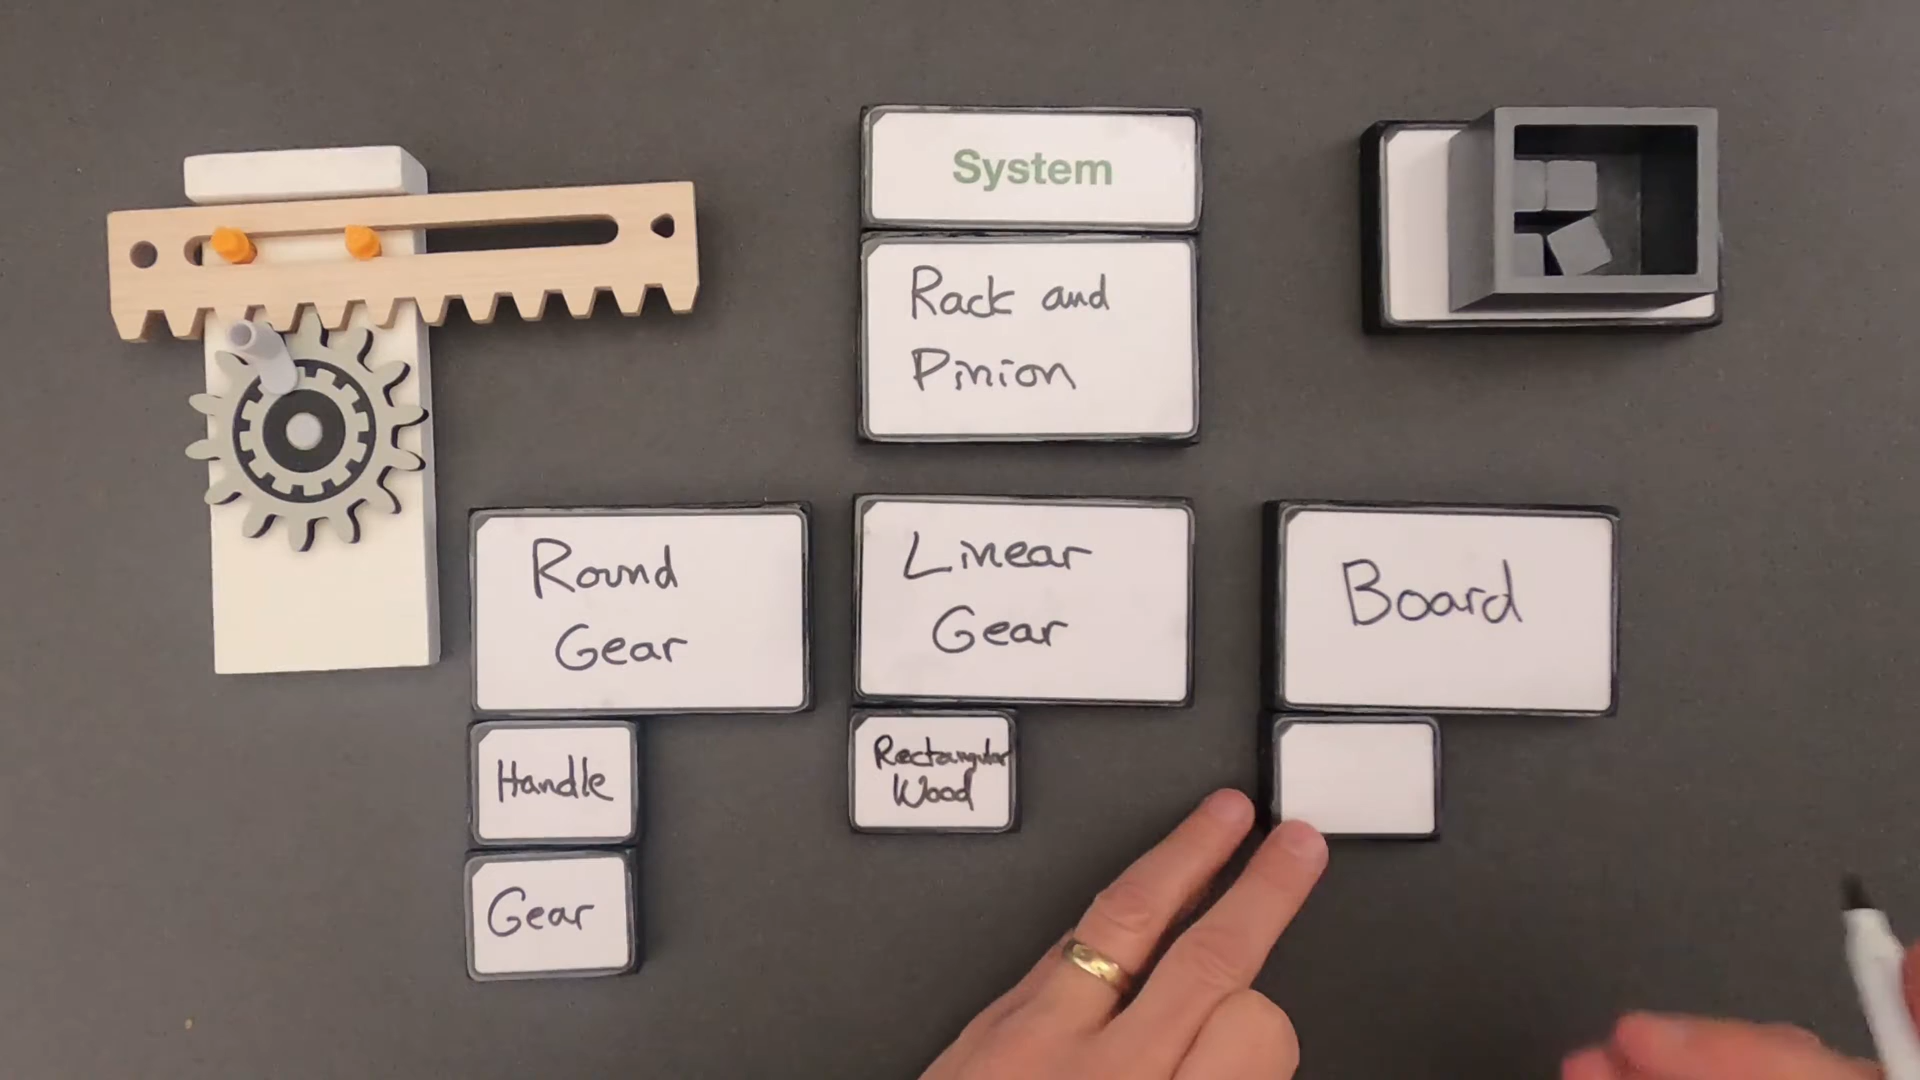 System
Rack and
Pinion
Round
Gear
Linear
Gear
Board
Handle
Rectangular
Wood
Gear